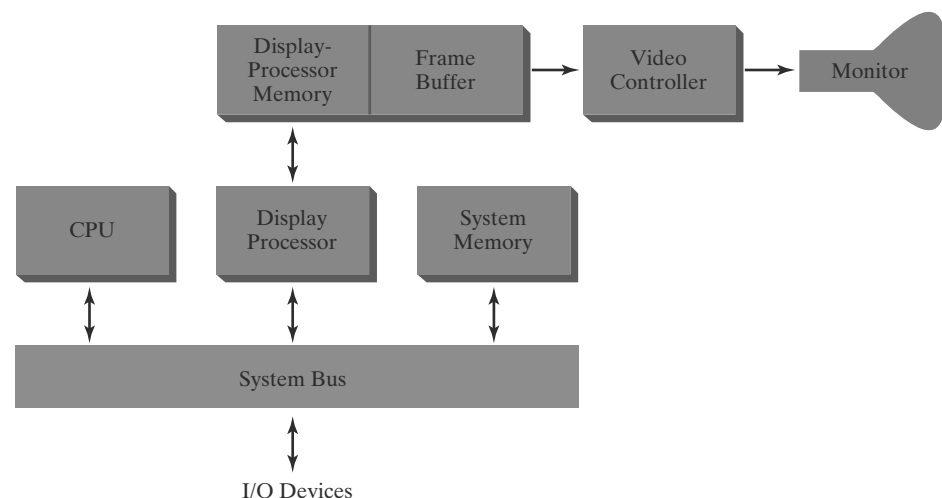 Display-
Processor
Memory
Frame
Buffer
Video
Controller
Monitor
CPU
Display
Processor
System
Memory
System Bus
I/O Devices